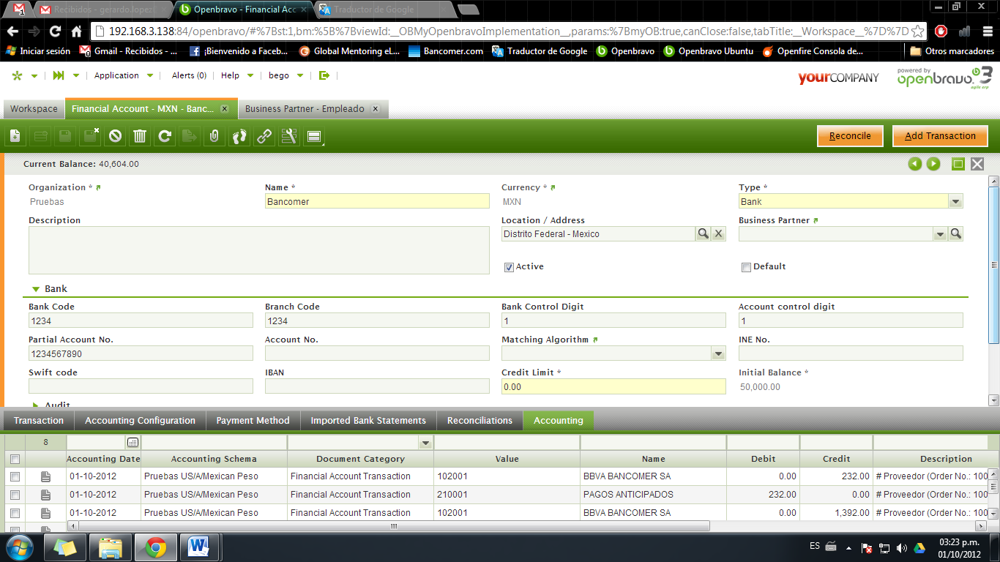 1 Recibidos - gerardo.lopez × Openbravo - Financial Acc × Traductor de Google ×
192.168.3.138:84/openbravo/#%7Bst:1,bm:%5B%7BviewId:__OBMyOpenbravoImplementation__,params:%7BmyOB:true,canClose:false,tabTitle:__Workspace__%7D%7D
Iniciar sesión Gmail - Recibidos - ... ¡Bienvenido a Faceb... Global Mentoring eL... Bancomer.com Traductor de Google Openbravo Openbravo Ubuntu Openfire Consola de... Otros marcadores
Application Alerts (0) Help bego yourCOMPANY powered by openbravo 3 agile erp
Workspace Financial Account - MXN - Banc... × Business Partner - Empleado ×
Reconcile Add Transaction
Current Balance: 40,604.00
Organization * Name * Currency * Type *
Pruebas Bancomer MXN Bank
Description Location / Address Business Partner
Distrito Federal - Mexico X
Active Default
Bank
Bank Code Branch Code Bank Control Digit Account control digit
1234 1234 1 1
Partial Account No. Account No. Matching Algorithm INE No.
1234567890
Swift code IBAN Credit Limit * Initial Balance *
0.00 50,000.00
Audit
Transaction Accounting Configuration Payment Method Imported Bank Statements Reconciliations Accounting
8
Accounting Date Accounting Schema Document Category Value Name Debit Credit Description
01-10-2012 Pruebas US/A/Mexican Peso Financial Account Transaction 102001 BBVA BANCOMER SA 0.00 232.00 # Proveedor (Order No.: 100
01-10-2012 Pruebas US/A/Mexican Peso Financial Account Transaction 210001 PAGOS ANTICIPADOS 232.00 0.00 # Proveedor (Order No.: 100
01-10-2012 Pruebas US/A/Mexican Peso Financial Account Transaction 102001 BBVA BANCOMER SA 0.00 1,392.00 # Proveedor (Order No.: 100
ES 03:23 p.m.
01/10/2012